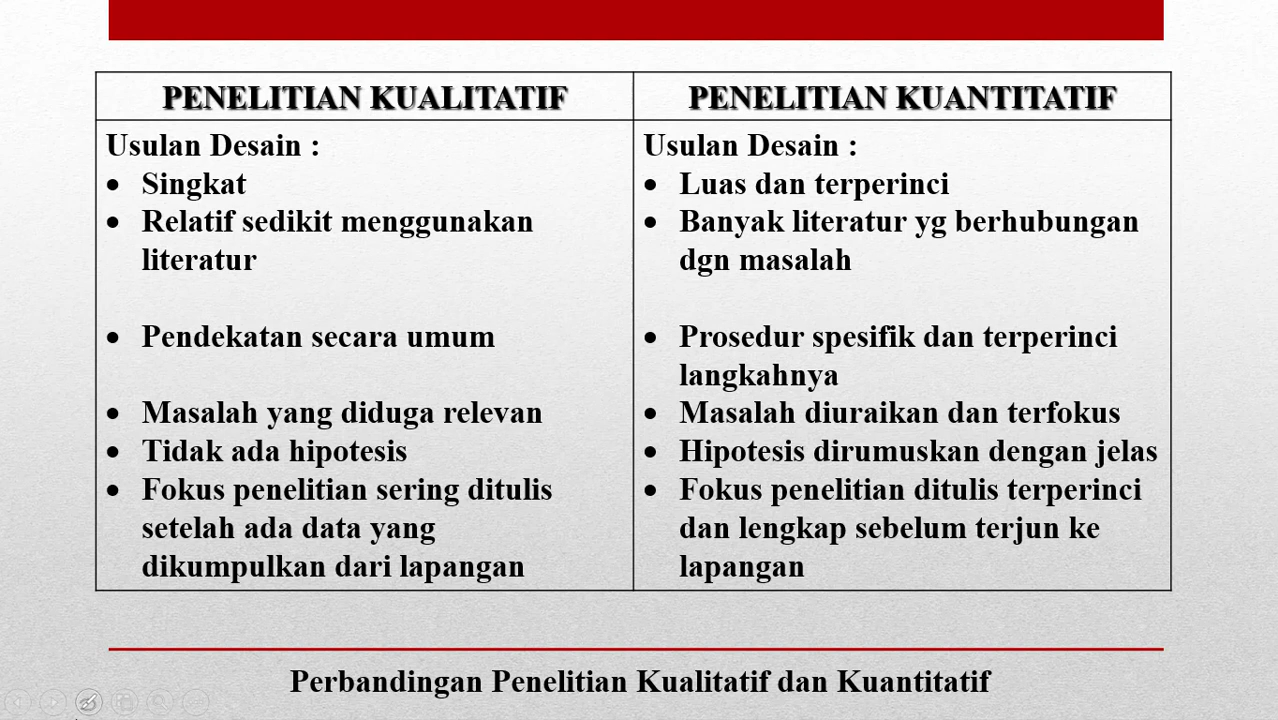 PENELITIAN KUALITATIF
Usulan Desain :
• Singkat
• Relatif sedikit menggunakan
literatur
• Pendekatan secara umum
• Masalah yang diduga relevan
• Tidak ada hipotesis
• Fokus penelitian sering ditulis
setelah ada data yang
dikumpulkan dari lapangan
PENELITIAN KUANTITATIF
Usulan Desain :
• Luas dan terperinci
• Banyak literatur yg berhubungan
dgn masalah
• Prosedur spesifik dan terperinci
langkahnya
• Masalah diuraikan dan terfokus
• Hipotesis dirumuskan dengan jelas
• Fokus penelitian ditulis terperinci
dan lengkap sebelum terjun ke
lapangan
Perbandingan Penelitian Kualitatif dan Kuantitatif